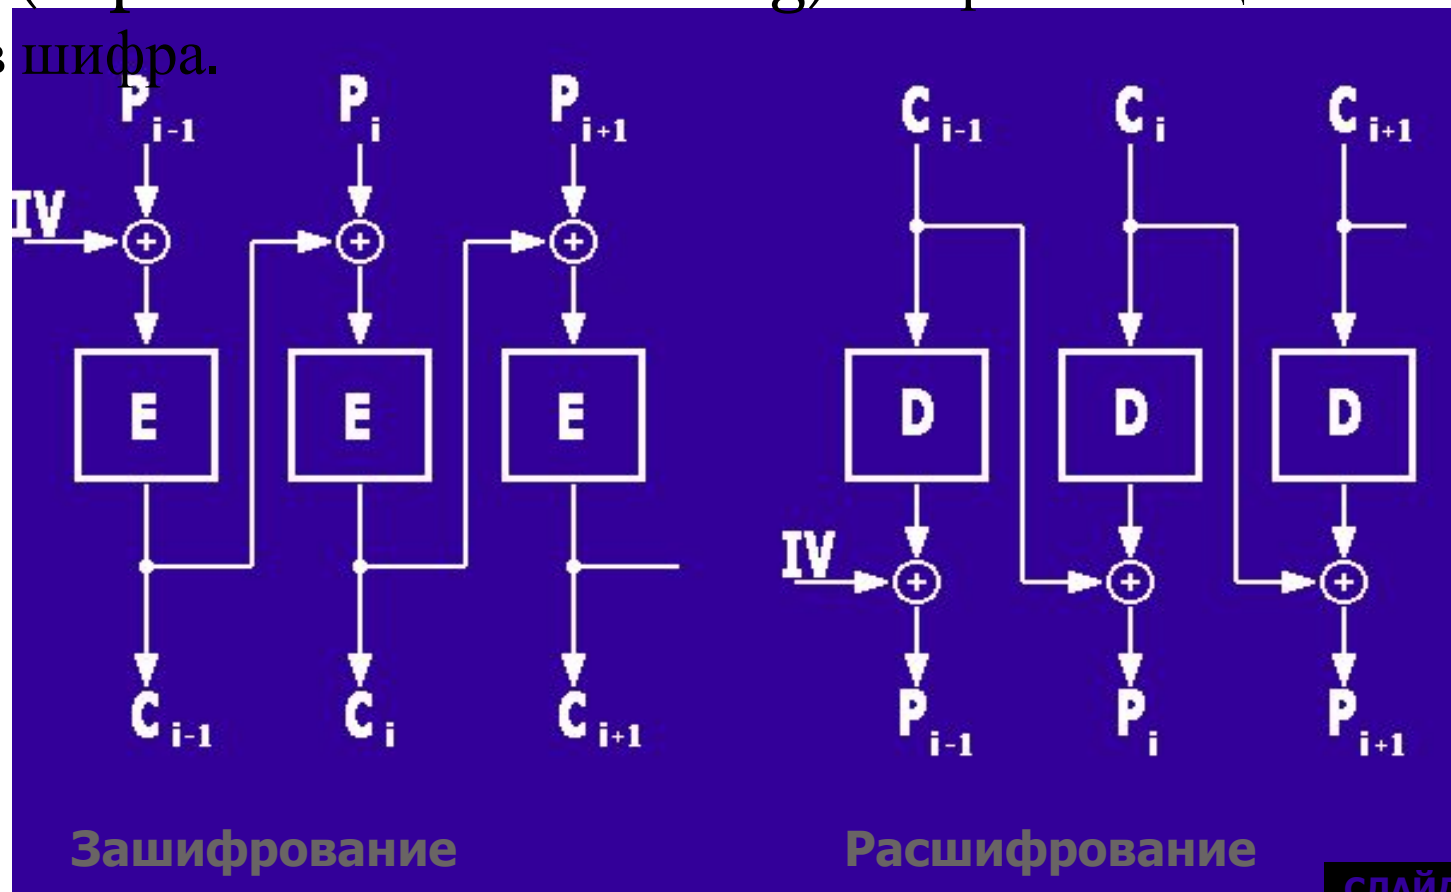 шифра.
P i-1 P i P i+1
IV
E E E
C i-1 C i C i+1
Зашифрование
C i-1 C i C i+1
D D D
IV
P i-1 P i P i+1
Расшифрование